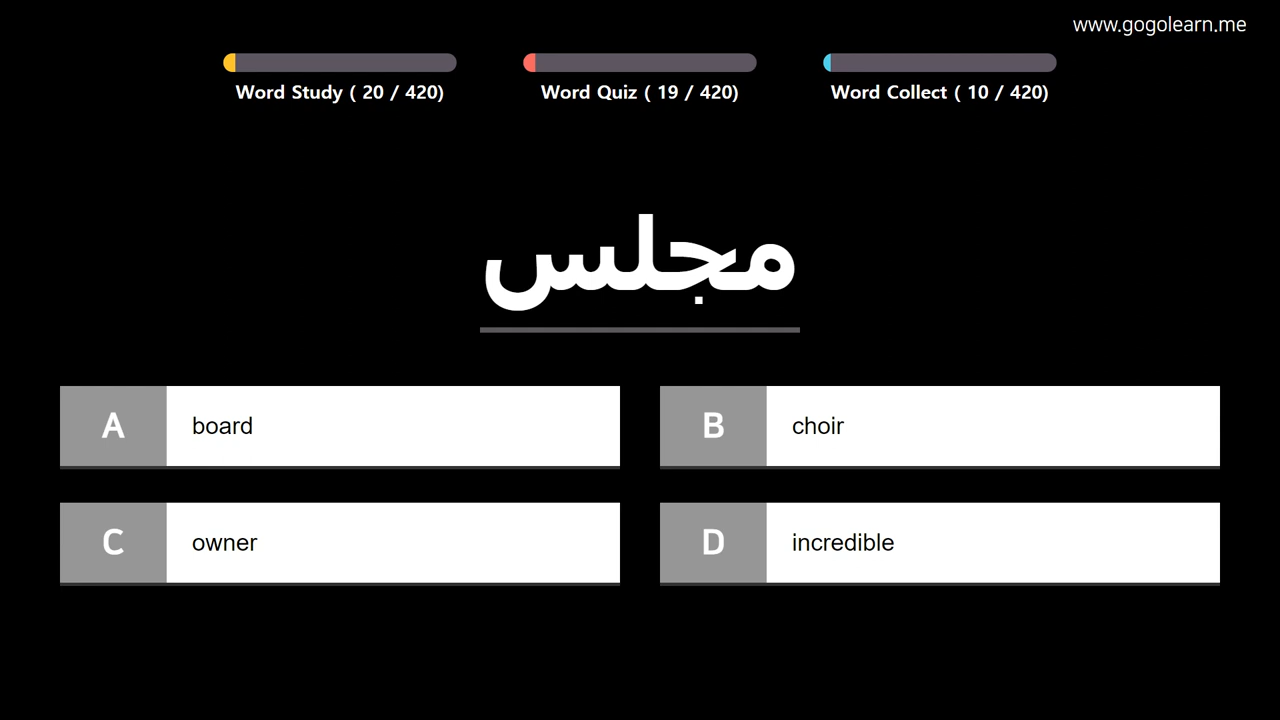 www.gogolearn.me
Word Study ( 20 / 420)
Word Quiz ( 19 / 420)
Word Collect ( 10 / 420)
مجلس
A board
B choir
C owner
D incredible